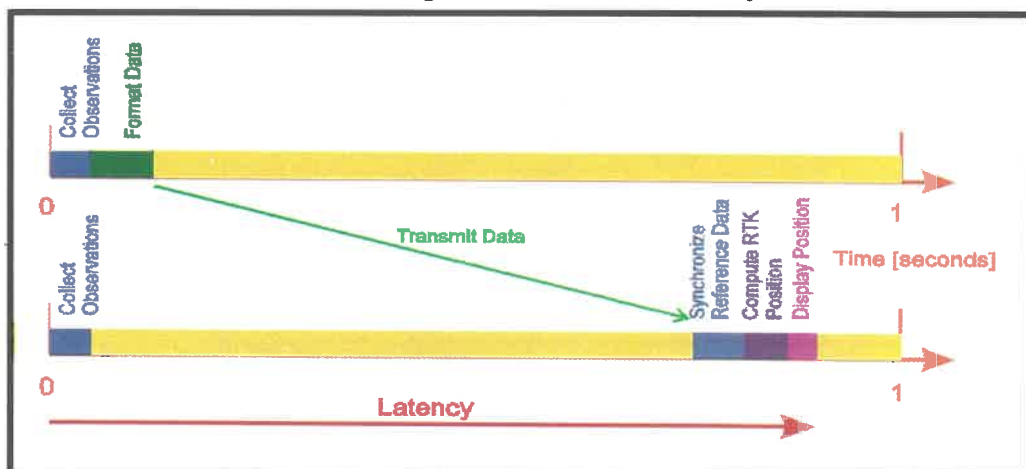 Collect
Observations
Format Data
0
1
Transmit Data
Time [seconds]
Collect
Observations
Synchronize
Reference Data
Compute RTK
Position
Display Position
0
1
Latency